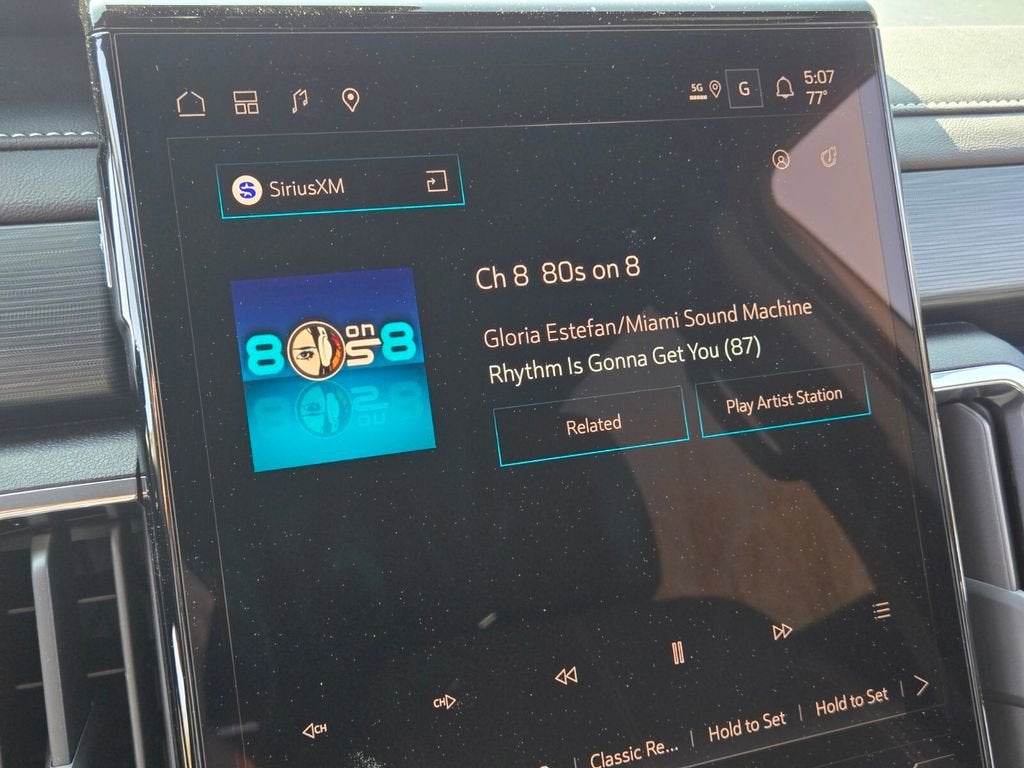 5G G 5:07
77°
SiriusXM
Ch 8 80s on 8
Gloria Estefan/Miami Sound Machine
Rhythm Is Gonna Get You (87)
8 on 8
Related
Play Artist Station
CH
CH
Classic Re... | Hold to Set | Hold to Set